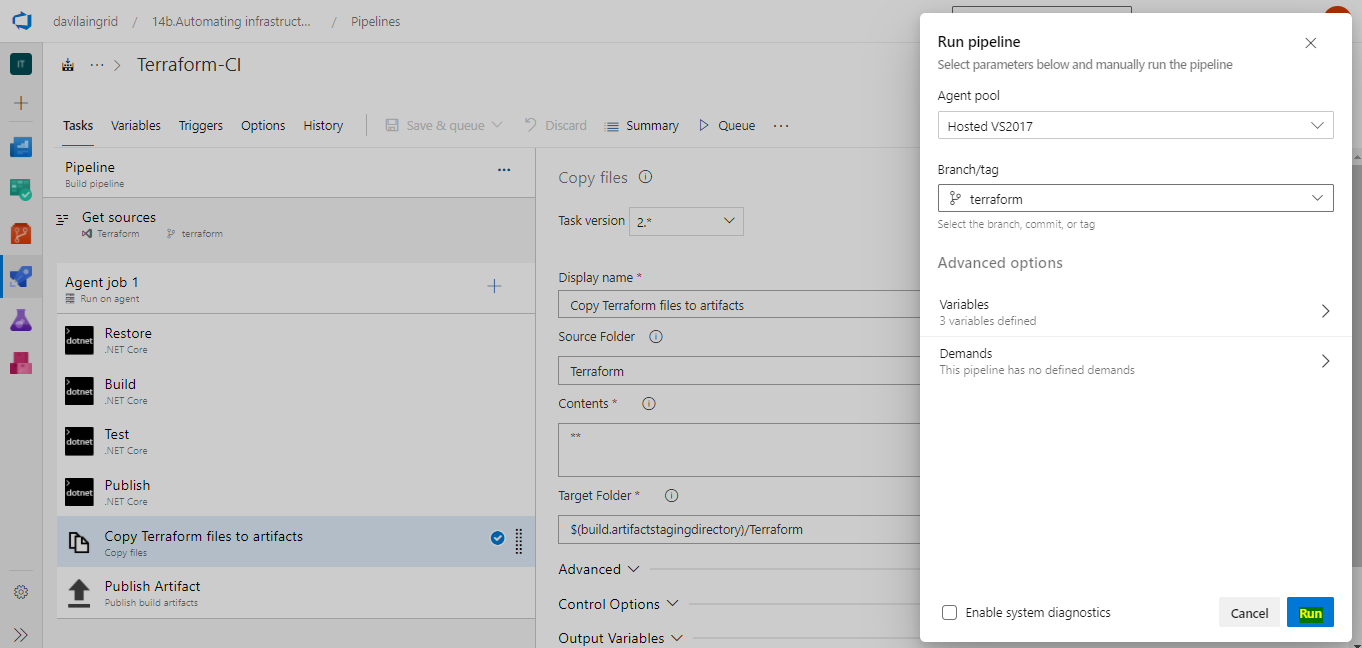 davilaingrid / 14b.Automating infrastruct... / Pipelines
IT
··· > Terraform-CI
Tasks Variables Triggers Options History Save & queue Discard Summary Queue ···
Pipeline ···
Build pipeline
Get sources
Terraform terraform
Agent job 1 +
Run on agent
dotnet Restore
.NET Core
dotnet Build
.NET Core
dotnet Test
.NET Core
dotnet Publish
.NET Core
Copy Terraform files to artifacts
Copy files
Publish Artifact
Publish build artifacts
Copy files
Task version 2.*
Display name *
Copy Terraform files to artifacts
Source Folder
Terraform
Contents *
**
Target Folder *
$(build.artifactstagingdirectory)/Terraform
Advanced
Control Options
Output Variables
Run pipeline
Select parameters below and manually run the pipeline
Agent pool
Hosted VS2017
Branch/tag
terraform
Select the branch, commit, or tag
Advanced options
Variables
3 variables defined
Demands
This pipeline has no defined demands
Enable system diagnostics Cancel Run